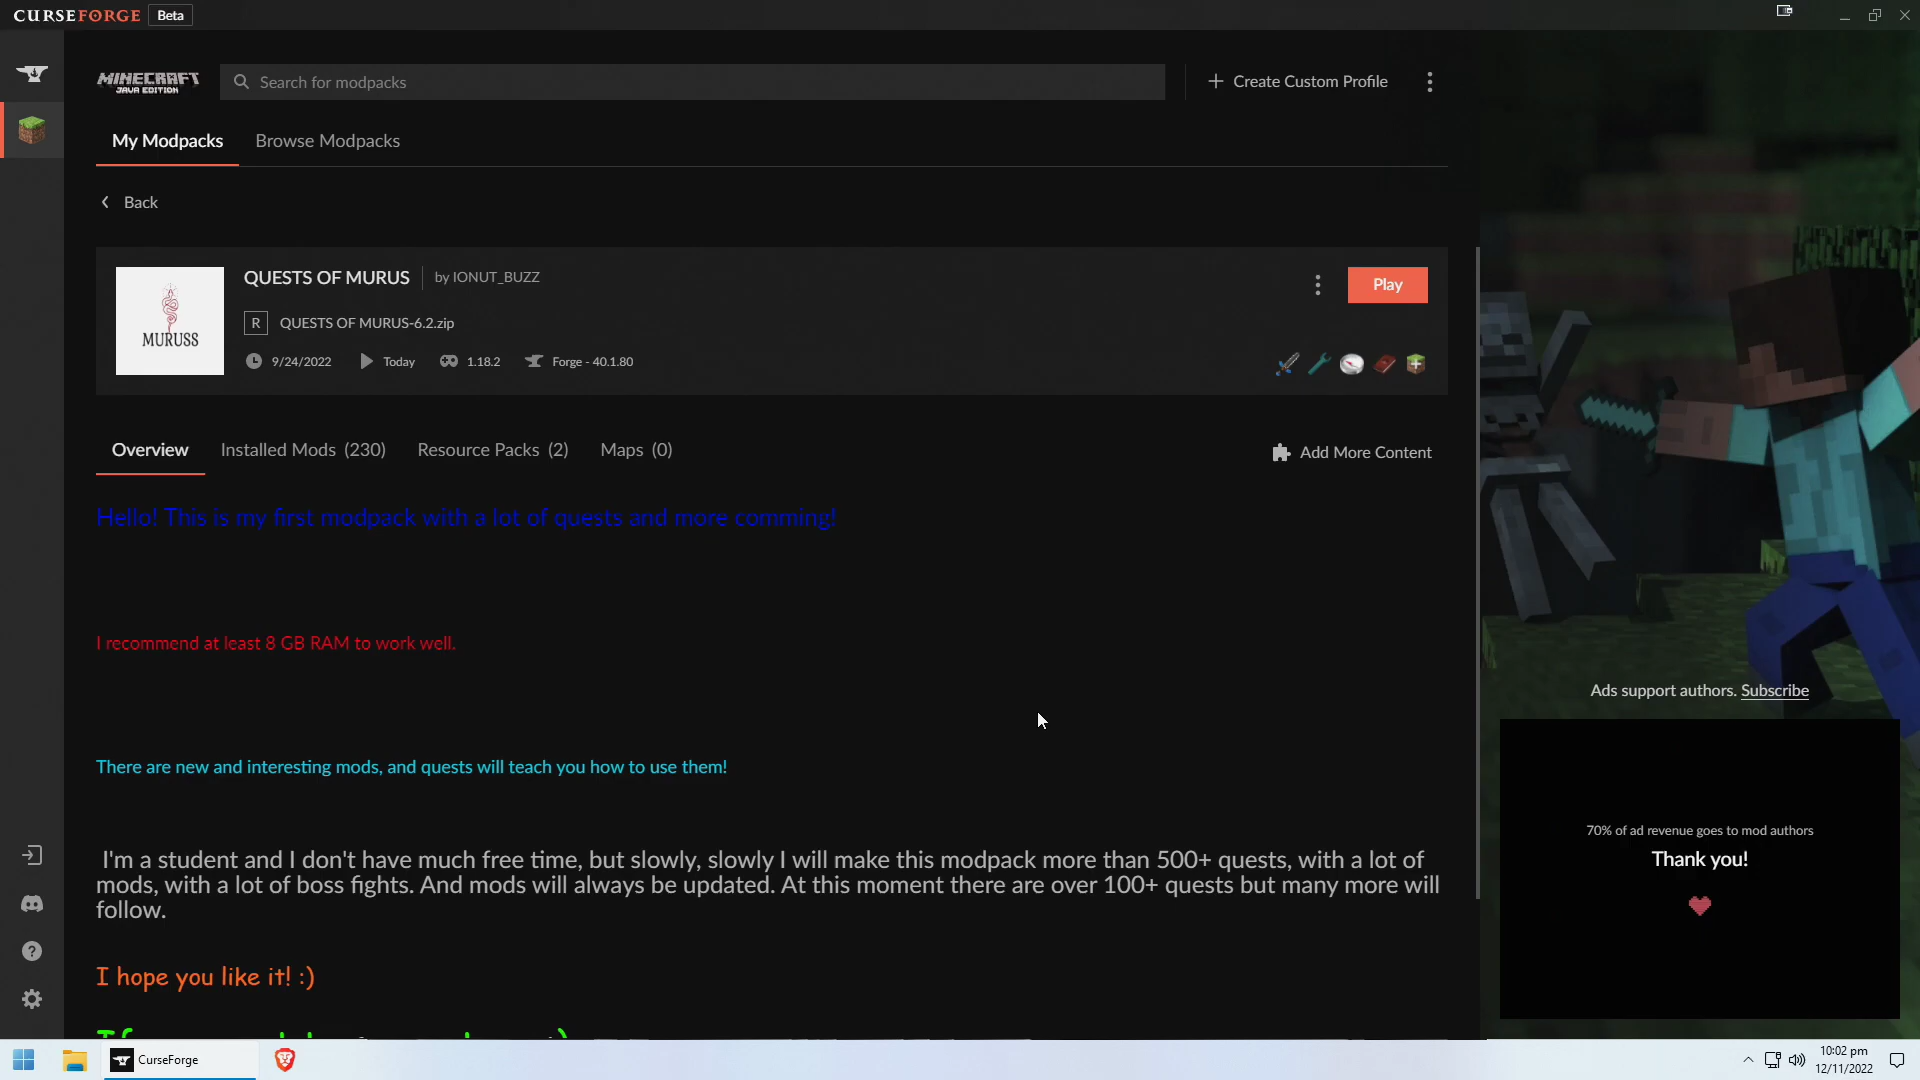 CURSEFORGE Beta
MINECRAFT
JAVA EDITION
Search for modpacks
Create Custom Profile
My Modpacks
Browse Modpacks
Back
MURUSS
QUESTS OF MURUS
by IONUT_BUZZ
R
QUESTS OF MURUS-6.2.zip
9/24/2022
Today
1.18.2
Forge - 40.1.80
Play
Overview
Installed Mods (230)
Resource Packs (2)
Maps (0)
Add More Content
Hello! This is my first modpack with a lot of quests and more comming!
I recommend at least 8 GB RAM to work well.
There are new and interesting mods, and quests will teach you how to use them!
I'm a student and I don't have much free time, but slowly, slowly I will make this modpack more than 500+ quests, with a lot of
mods, with a lot of boss fights. And mods will always be updated. At this moment there are over 100+ quests but many more will
follow.
I hope you like it! :)
Ads support authors. Subscribe
70% of ad revenue goes to mod authors
Thank you!
CurseForge
10:02 pm
12/11/2022